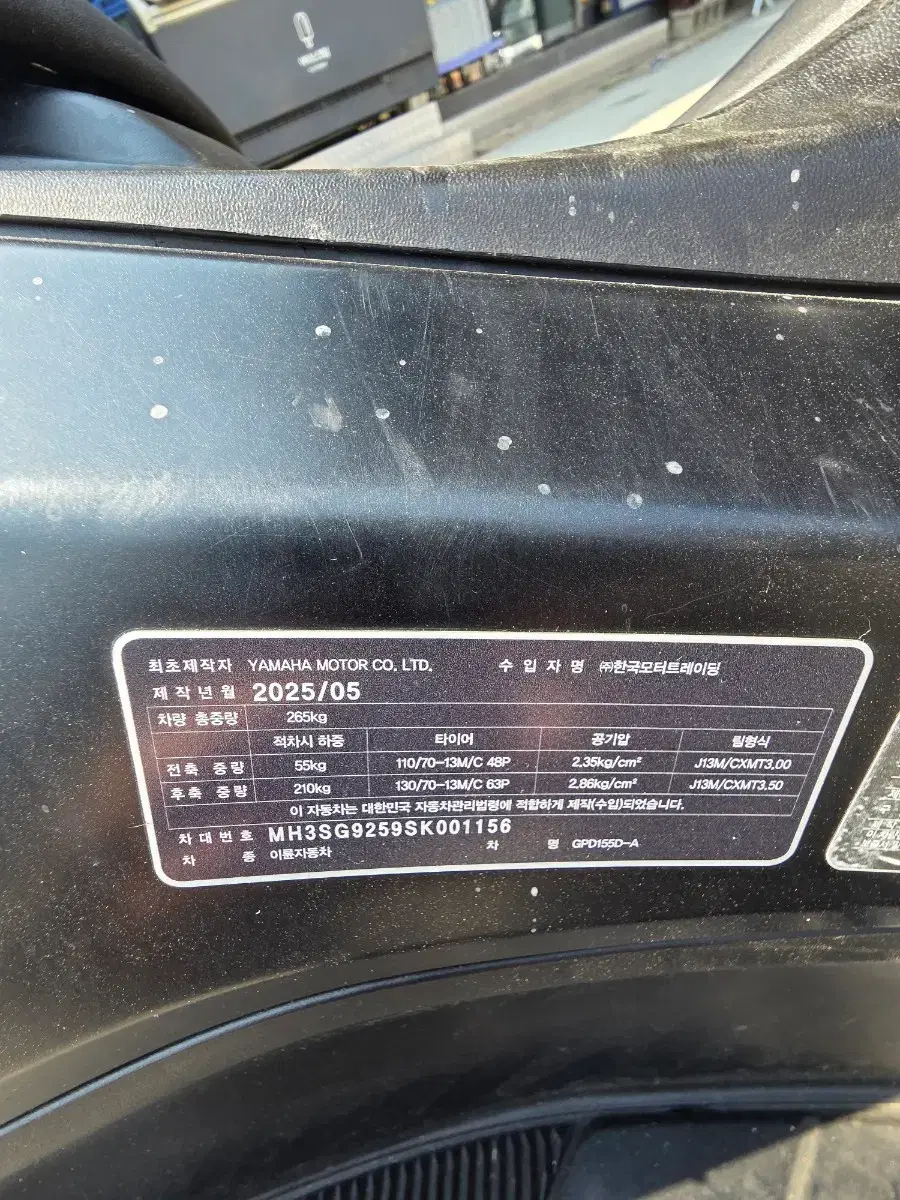 최초제작자 YAMAHA MOTOR CO. LTD. 수 입 자 명 ㈜한국모터트레이딩
제 작 년 월 2025/05
차량 총중량 265kg
적차시 하중 타이어 공기압 림형식
전축 중량 55kg 110/70-13M/C 48P 2.35kg/cm² J13M/CXMT3.00
후축 중량 210kg 130/70-13M/C 63P 2.86kg/cm² J13M/CXMT3.50
이 자동차는 대한민국 자동차관리법령에 적합하게 제작(수입)되었습니다.
차 대 번 호 MH3SG9259SK001156
차 종 이륜자동차 차 명 GPD155D-A